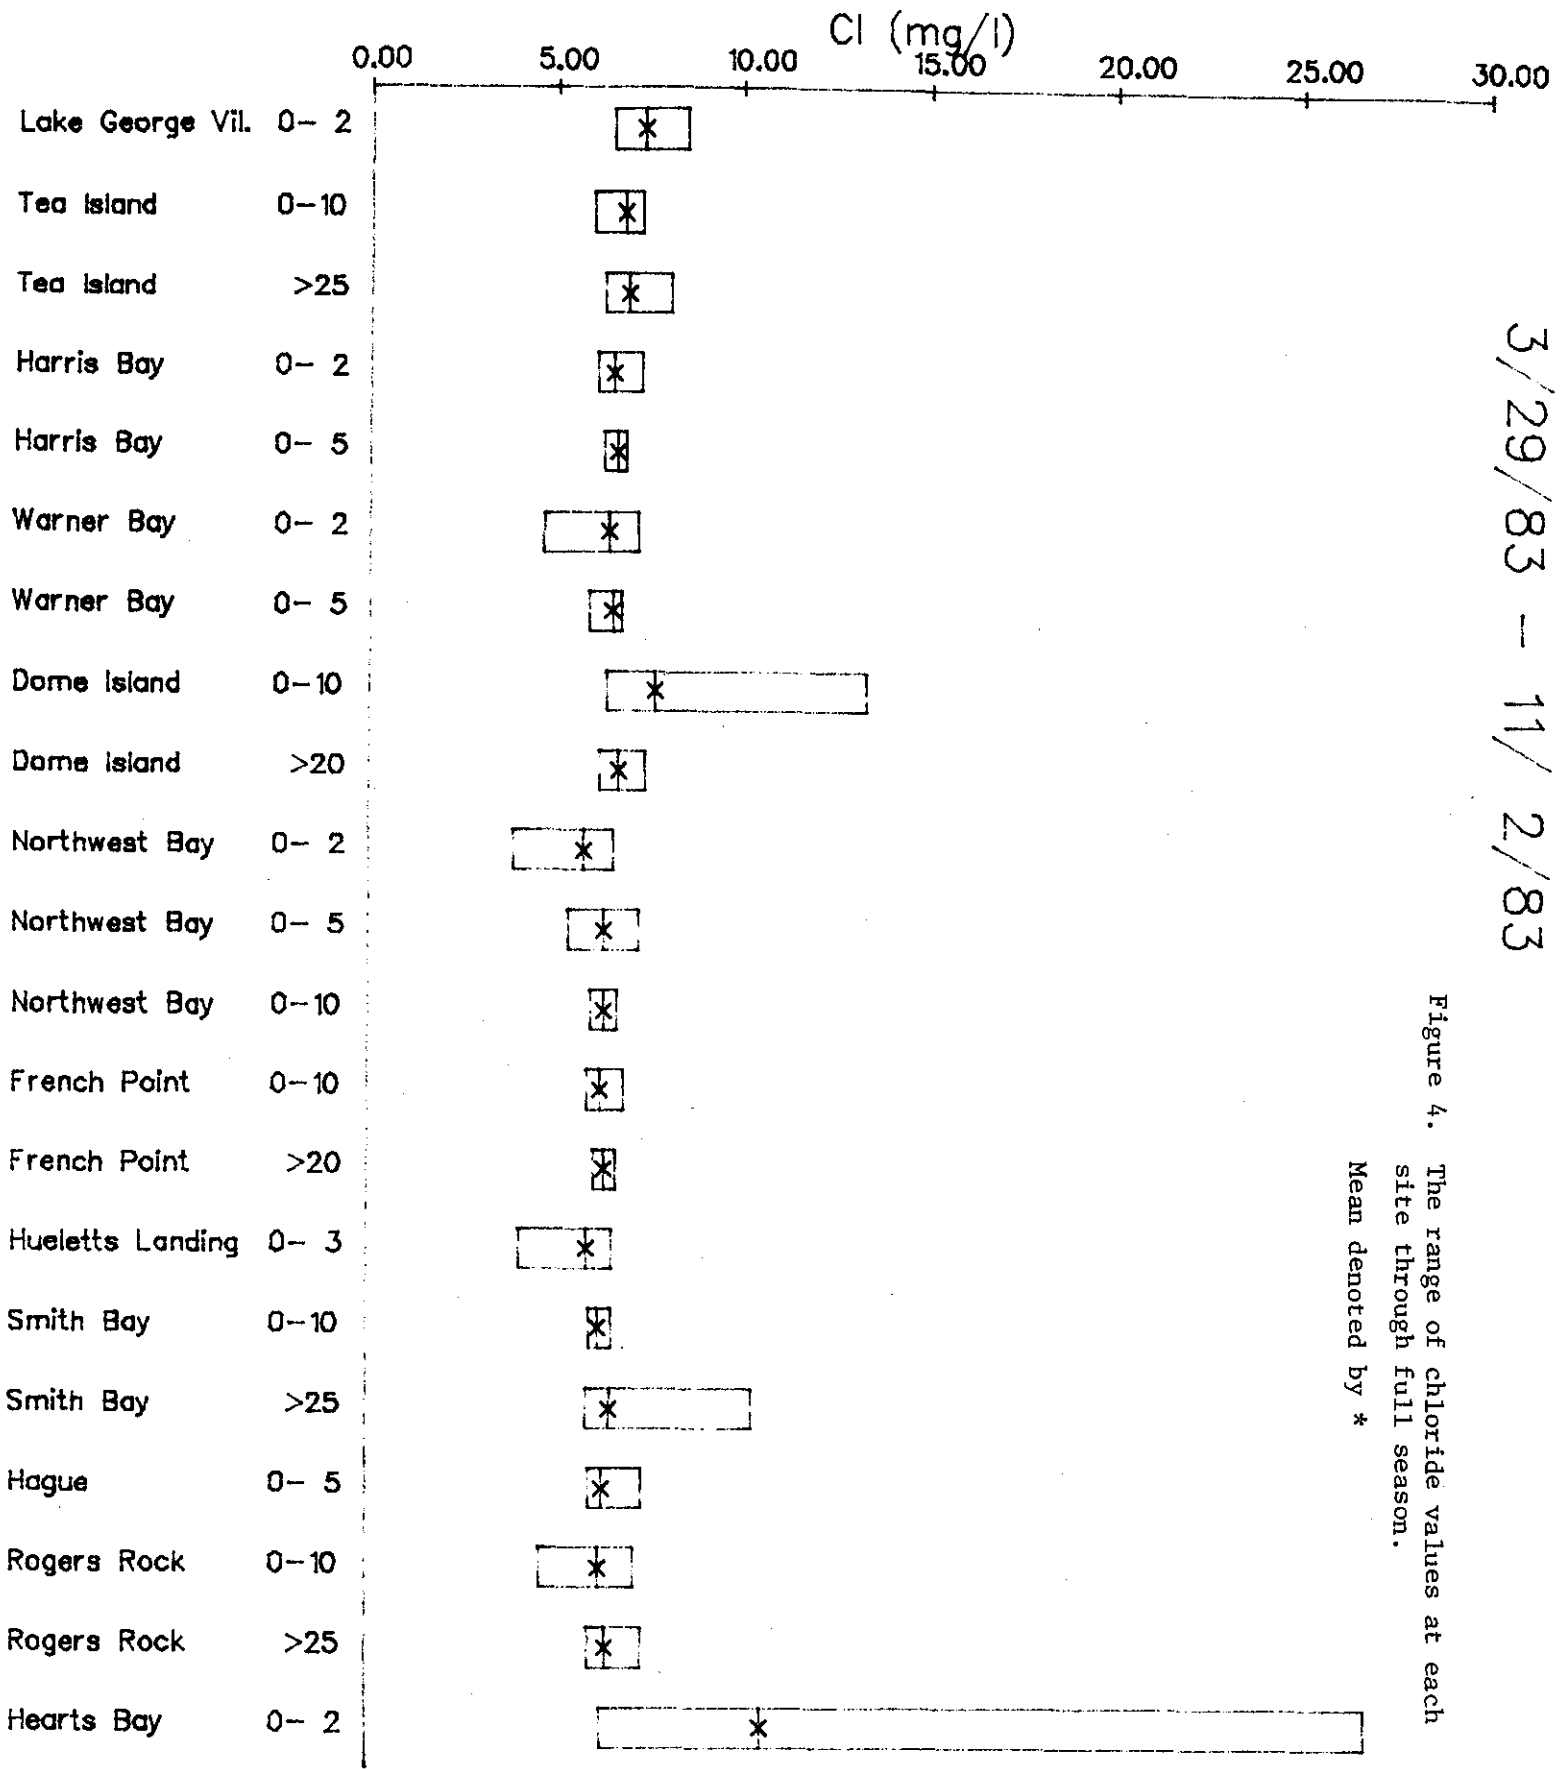 Cl (mg/l)
0.00 5.00 10.00 15.00 20.00 25.00 30.00
Lake George Vil. 0- 2
Tea Island 0-10
Tea Island >25
Harris Bay 0- 2
Harris Bay 0- 5
Warner Bay 0- 2
Warner Bay 0- 5
Dome Island 0-10
Dome Island >20
Northwest Bay 0- 2
Northwest Bay 0- 5
Northwest Bay 0-10
French Point 0-10
French Point >20
Hueletts Landing 0- 3
Smith Bay 0-10
Smith Bay >25
Hague 0- 5
Rogers Rock 0-10
Rogers Rock >25
Hearts Bay 0- 2
3/29/83 - 11/ 2/83
Figure 4. The range of chloride values at each
site through full season.
Mean denoted by *